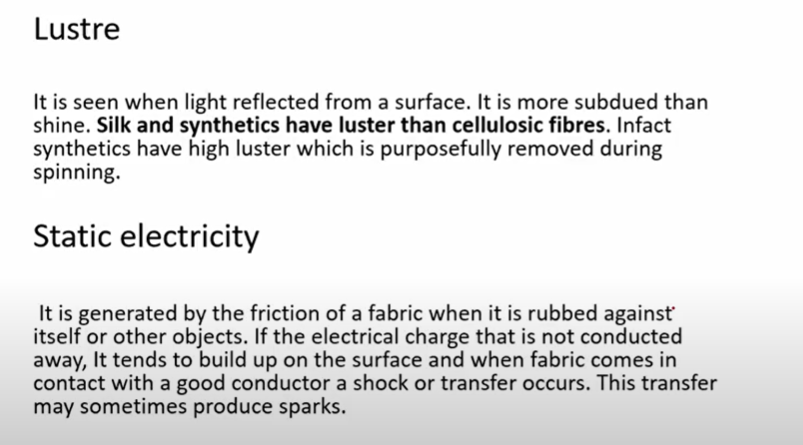 Lustre
It is seen when light reflected from a surface. It is more subdued than
shine. Silk and synthetics have luster than cellulosic fibres. Infact
synthetics have high luster which is purposefully removed during
spinning.
Static electricity
It is generated by the friction of a fabric when it is rubbed against
itself or other objects. If the electrical charge that is not conducted
away, It tends to build up on the surface and when fabric comes in
contact with a good conductor a shock or transfer occurs. This transfer
may sometimes produce sparks.